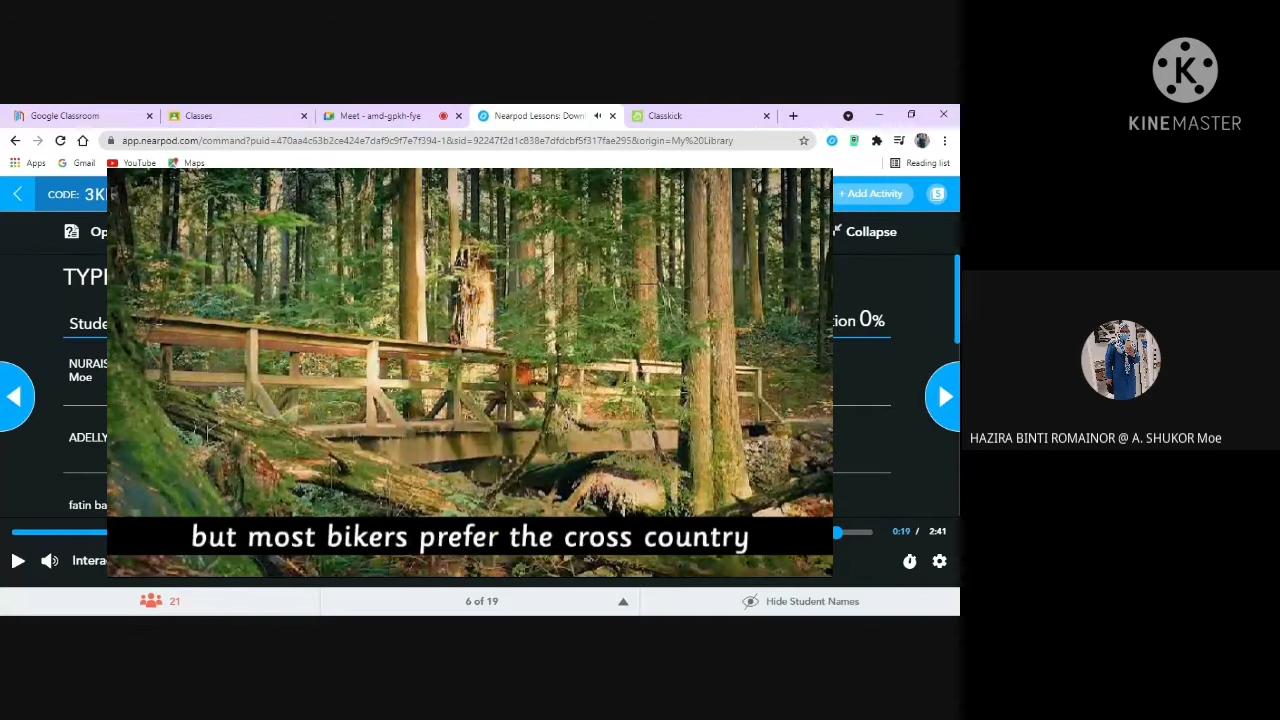 Google Classroom
Classes
Meet - amd-gpkh-fye
Nearpod Lessons: Down
Classkick
app.nearpod.com/command?puid=470aa4c63b2ce424e7daf9c9f7e7f394-1&sid=92247f2d1c838e7dfdcbf5f317fae295&origin=My%20Library
Apps
Gmail
YouTube
Maps
Reading list
CODE: 3K
+ Add Activity
Op
Collapse
TYP
Stude
ion 0%
NURAIS
Moe
ADELLY
fatin ba
but most bikers prefer the cross country
0:19 / 2:41
Intera
21
6 of 19
Hide Student Names
K
KINEMASTER
HAZIRA BINTI ROMAINOR @ A. SHUKOR Moe